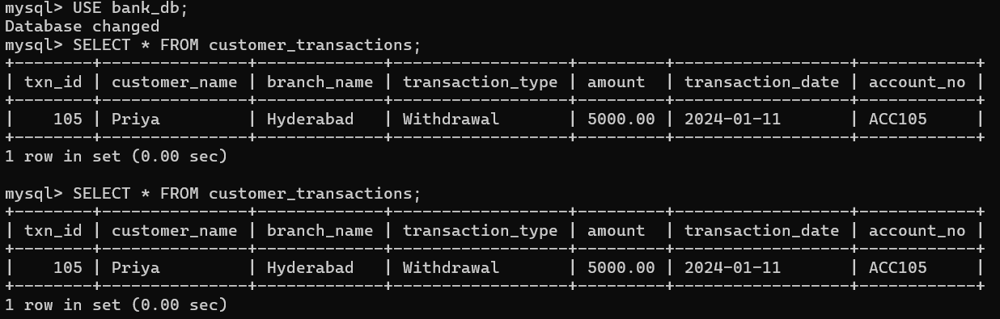 mysql> USE bank_db;
Database changed
mysql> SELECT * FROM customer_transactions;
+--------+---------------+-------------+------------------+---------+------------------+------------+
| txn_id | customer_name | branch_name | transaction_type | amount  | transaction_date | account_no |
+--------+---------------+-------------+------------------+---------+------------------+------------+
|    105 | Priya         | Hyderabad   | Withdrawal       | 5000.00 | 2024-01-11       | ACC105     |
+--------+---------------+-------------+------------------+---------+------------------+------------+
1 row in set (0.00 sec)

mysql> SELECT * FROM customer_transactions;
+--------+---------------+-------------+------------------+---------+------------------+------------+
| txn_id | customer_name | branch_name | transaction_type | amount  | transaction_date | account_no |
+--------+---------------+-------------+------------------+---------+------------------+------------+
|    105 | Priya         | Hyderabad   | Withdrawal       | 5000.00 | 2024-01-11       | ACC105     |
+--------+---------------+-------------+------------------+---------+------------------+------------+
1 row in set (0.00 sec)